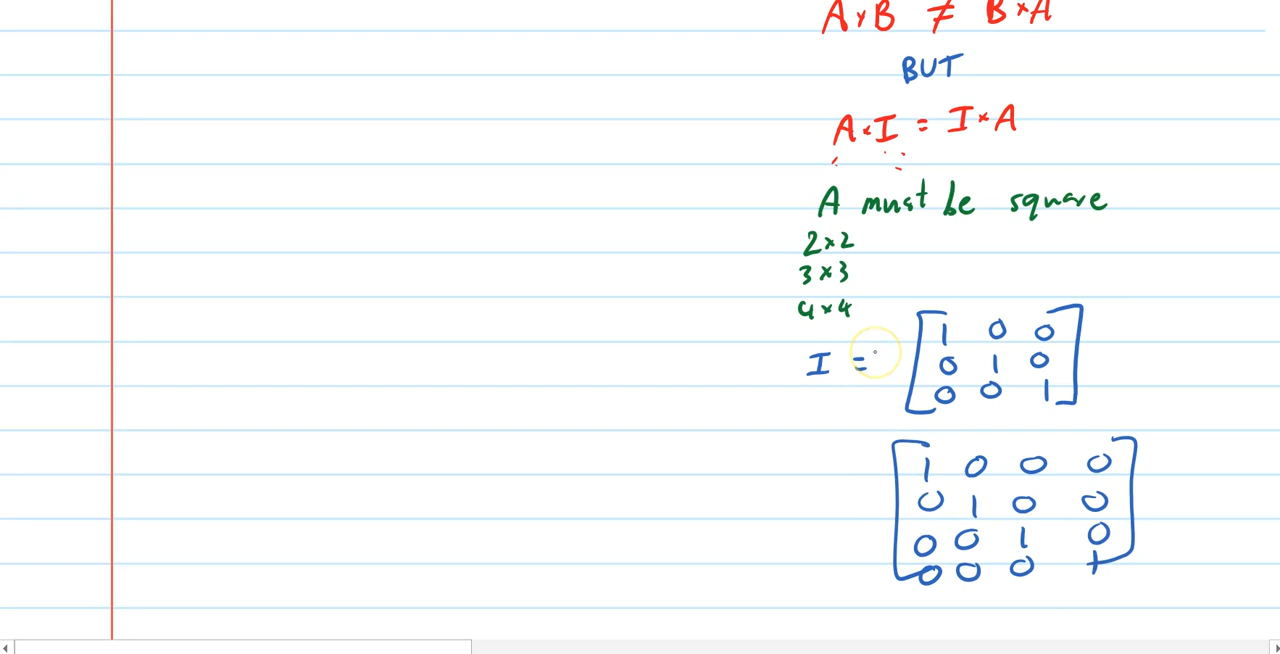 A × B ≠ B × A
BUT
A × I = I × A
A must be square
2 × 2
3 × 3
4 × 4
I = [1 0 0
0 1 0
0 0 1]
[1 0 0 0
0 1 0 0
0 0 1 0
0 0 0 1]